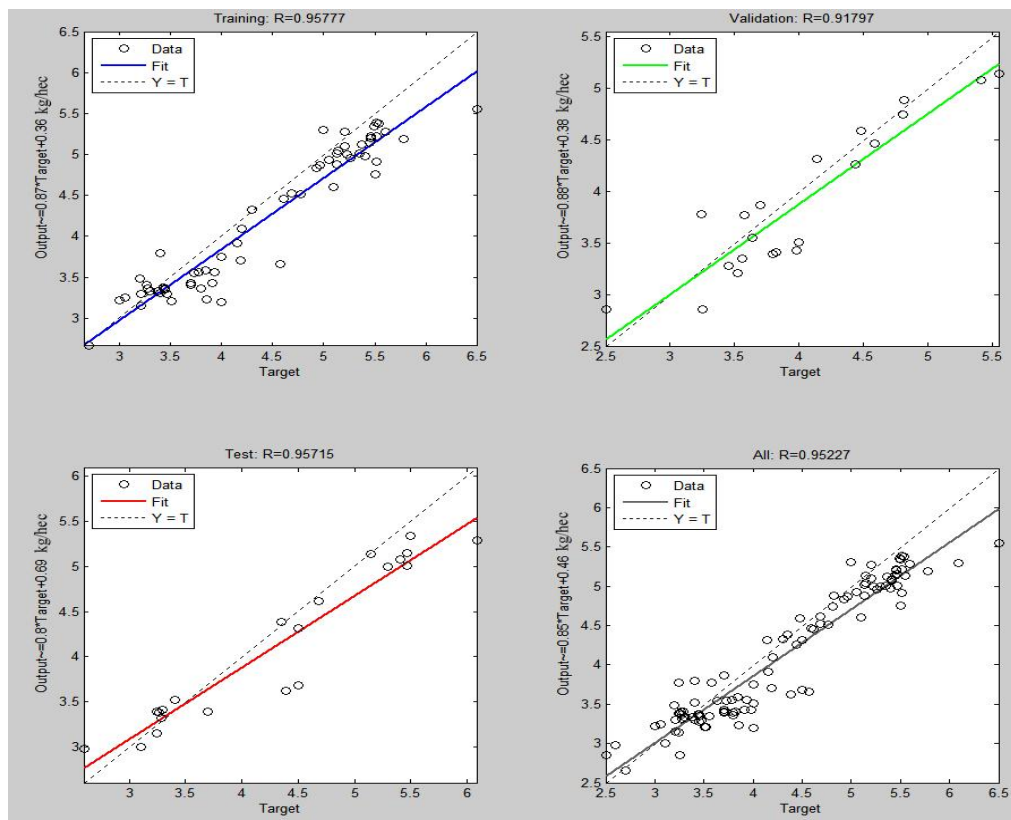 Training: R=0.95777
Output~=0.87*Target+0.36 kg/hec
6.5
6
5.5
5
4.5
4
3.5
3
Data
Fit
Y = T
3
3.5
4
4.5
5
5.5
6
6.5
Target
Validation: R=0.91797
Output~=0.88*Target+0.38 kg/hec
5.5
5
4.5
4
3.5
3
2.5
Data
Fit
Y = T
2.5
3
3.5
4
4.5
5
5.5
Target
Test: R=0.95715
Output~=0.8*Target+0.69 kg/hec
6
5.5
5
4.5
4
3.5
3
Data
Fit
Y = T
3
3.5
4
4.5
5
5.5
6
Target
All: R=0.95227
Output~=0.85*Target+0.46 kg/hec
6.5
6
5.5
5
4.5
4
3.5
3
2.5
Data
Fit
Y = T
2.5
3
3.5
4
4.5
5
5.5
6
6.5
Target